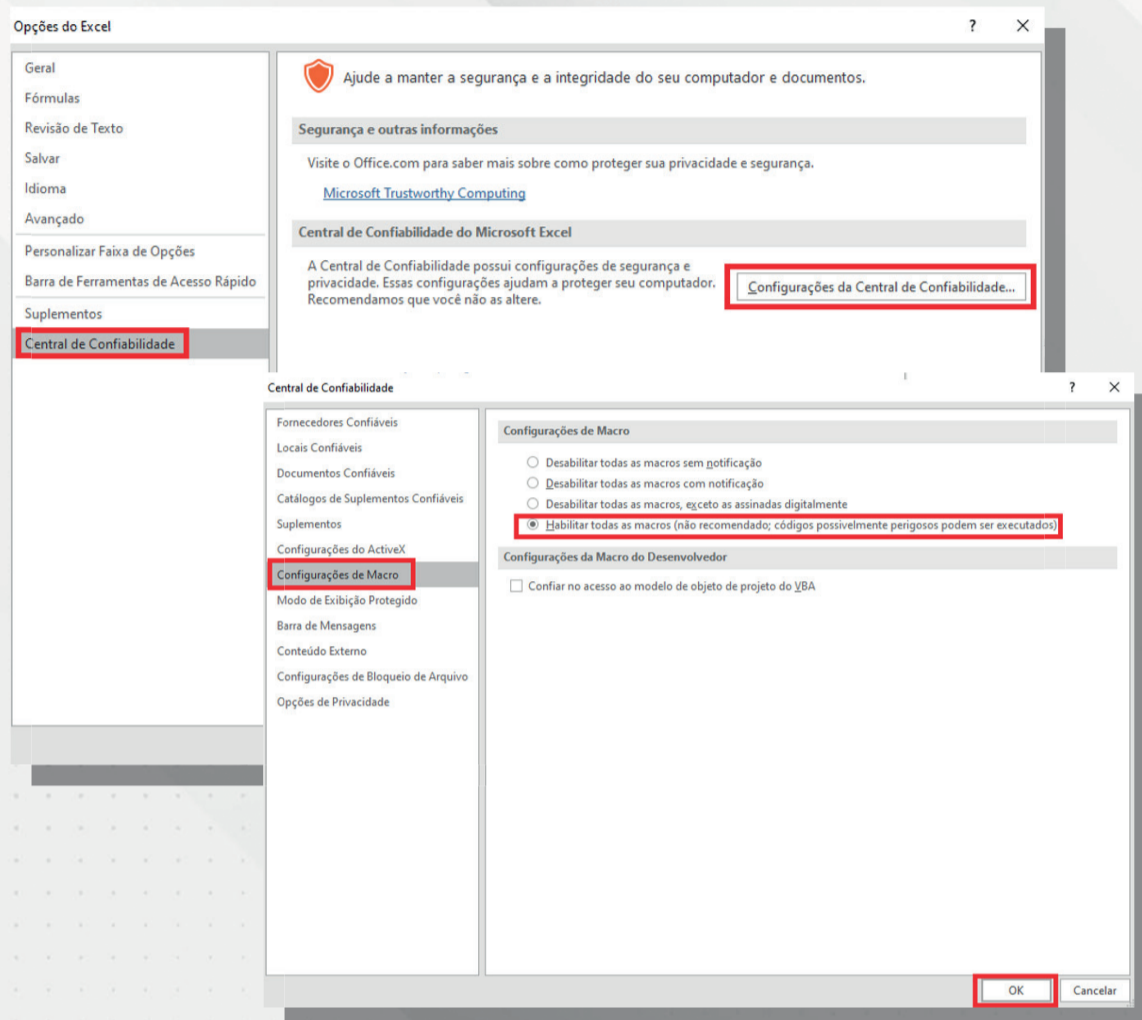 Opções do Excel
?
Geral
Fórmulas
Revisão de Texto
Salvar
Idioma
Avançado
Personalizar Faixa de Opções
Barra de Ferramentas de Acesso Rápido
Suplementos
Central de Confiabilidade
Ajude a manter a segurança e a integridade do seu computador e documentos.
Segurança e outras informações
Visite o Office.com para saber mais sobre como proteger sua privacidade e segurança.
Microsoft Trustworthy Computing
Central de Confiabilidade do Microsoft Excel
A Central de Confiabilidade possui configurações de segurança e
privacidade. Essas configurações ajudam a proteger seu computador.
Recomendamos que você não as altere.
Configurações da Central de Confiabilidade...
Central de Confiabilidade
?
Fornecedores Confiáveis
Locais Confiáveis
Documentos Confiáveis
Catálogos de Suplementos Confiáveis
Suplementos
Configurações do ActiveX
Configurações de Macro
Modo de Exibição Protegido
Barra de Mensagens
Conteúdo Externo
Configurações de Bloqueio de Arquivo
Opções de Privacidade
Configurações de Macro
Desabilitar todas as macros sem notificação
Desabilitar todas as macros com notificação
Desabilitar todas as macros, exceto as assinadas digitalmente
Habilitar todas as macros (não recomendado; códigos possivelmente perigosos podem ser executados)
Configurações da Macro do Desenvolvedor
Confiar no acesso ao modelo de objeto de projeto do VBA
OK
Cancelar